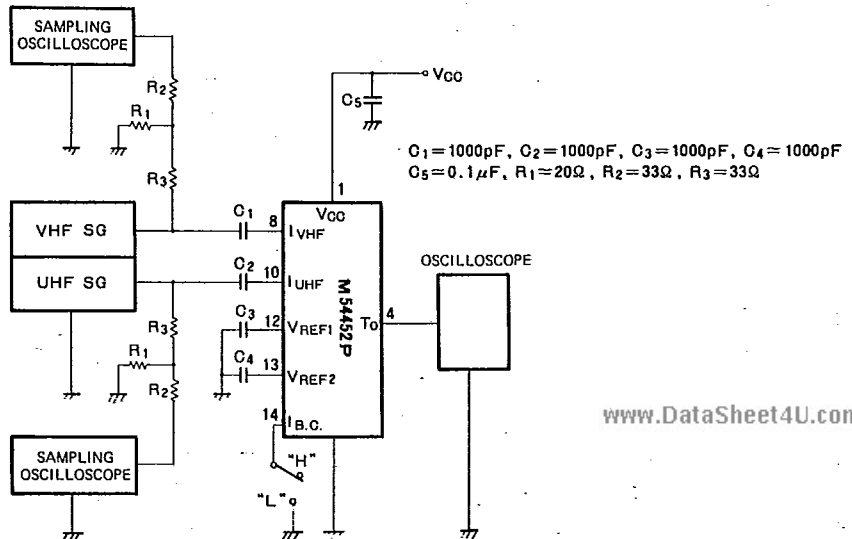 SAMPLING
OSCILLOSCOPE
R2
R1
R3
VCC
C5
C1=1000pF, C2=1000pF, C3=1000pF, C4=1000pF
C5=0.1μF, R1=20Ω, R2=33Ω, R3=33Ω
1
VCC
VHF SG
C1
8
IVHF
UHF SG
C2
10
IUHF
OSCILLOSCOPE
M54452P
R3
C3
12
VREF1
TO
4
R1
R2
C4
13
VREF2
14
IB.C.
"H"
"L"
SAMPLING
OSCILLOSCOPE
www.DataSheet4U.com